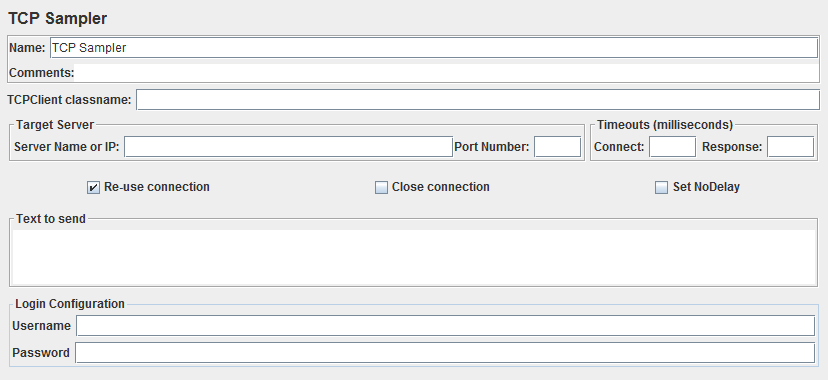 TCP Sampler
Name: TCP Sampler
Comments:
TCPClient classname:
Target Server Timeouts (milliseconds)
Server Name or IP: Port Number: Connect: Response:
Re-use connection Close connection Set NoDelay
Text to send
Login Configuration
Username
Password